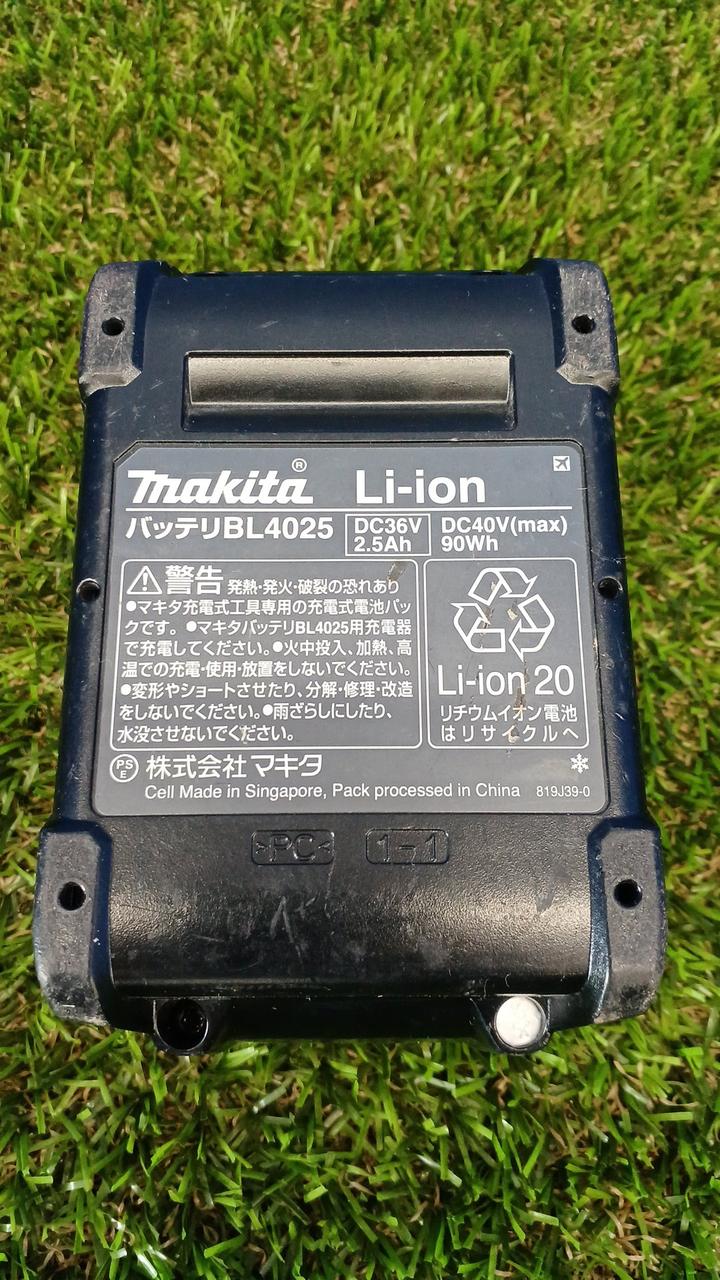 makita® Li-ion
バッテリBL4025
DC36V
2.5Ah
DC40V(max)
90Wh
警告 発熱・発火・破裂の恐れあり
●マキタ充電式工具専用の充電式電池パッ
クです。●マキタバッテリBL4025用充電器
で充電してください。●火中投入、加熱、高
温での充電・使用・放置をしないでください。
●変形やショートさせたり、分解・修理・改造
をしないでください。●雨ざらしにしたり、
水没させないでください。
Li-ion 20
リチウムイオン電池
はリサイクルへ
PS
E
株式会社マキタ
Cell Made in Singapore, Pack processed in China 819J39-0
>PC< 1-1